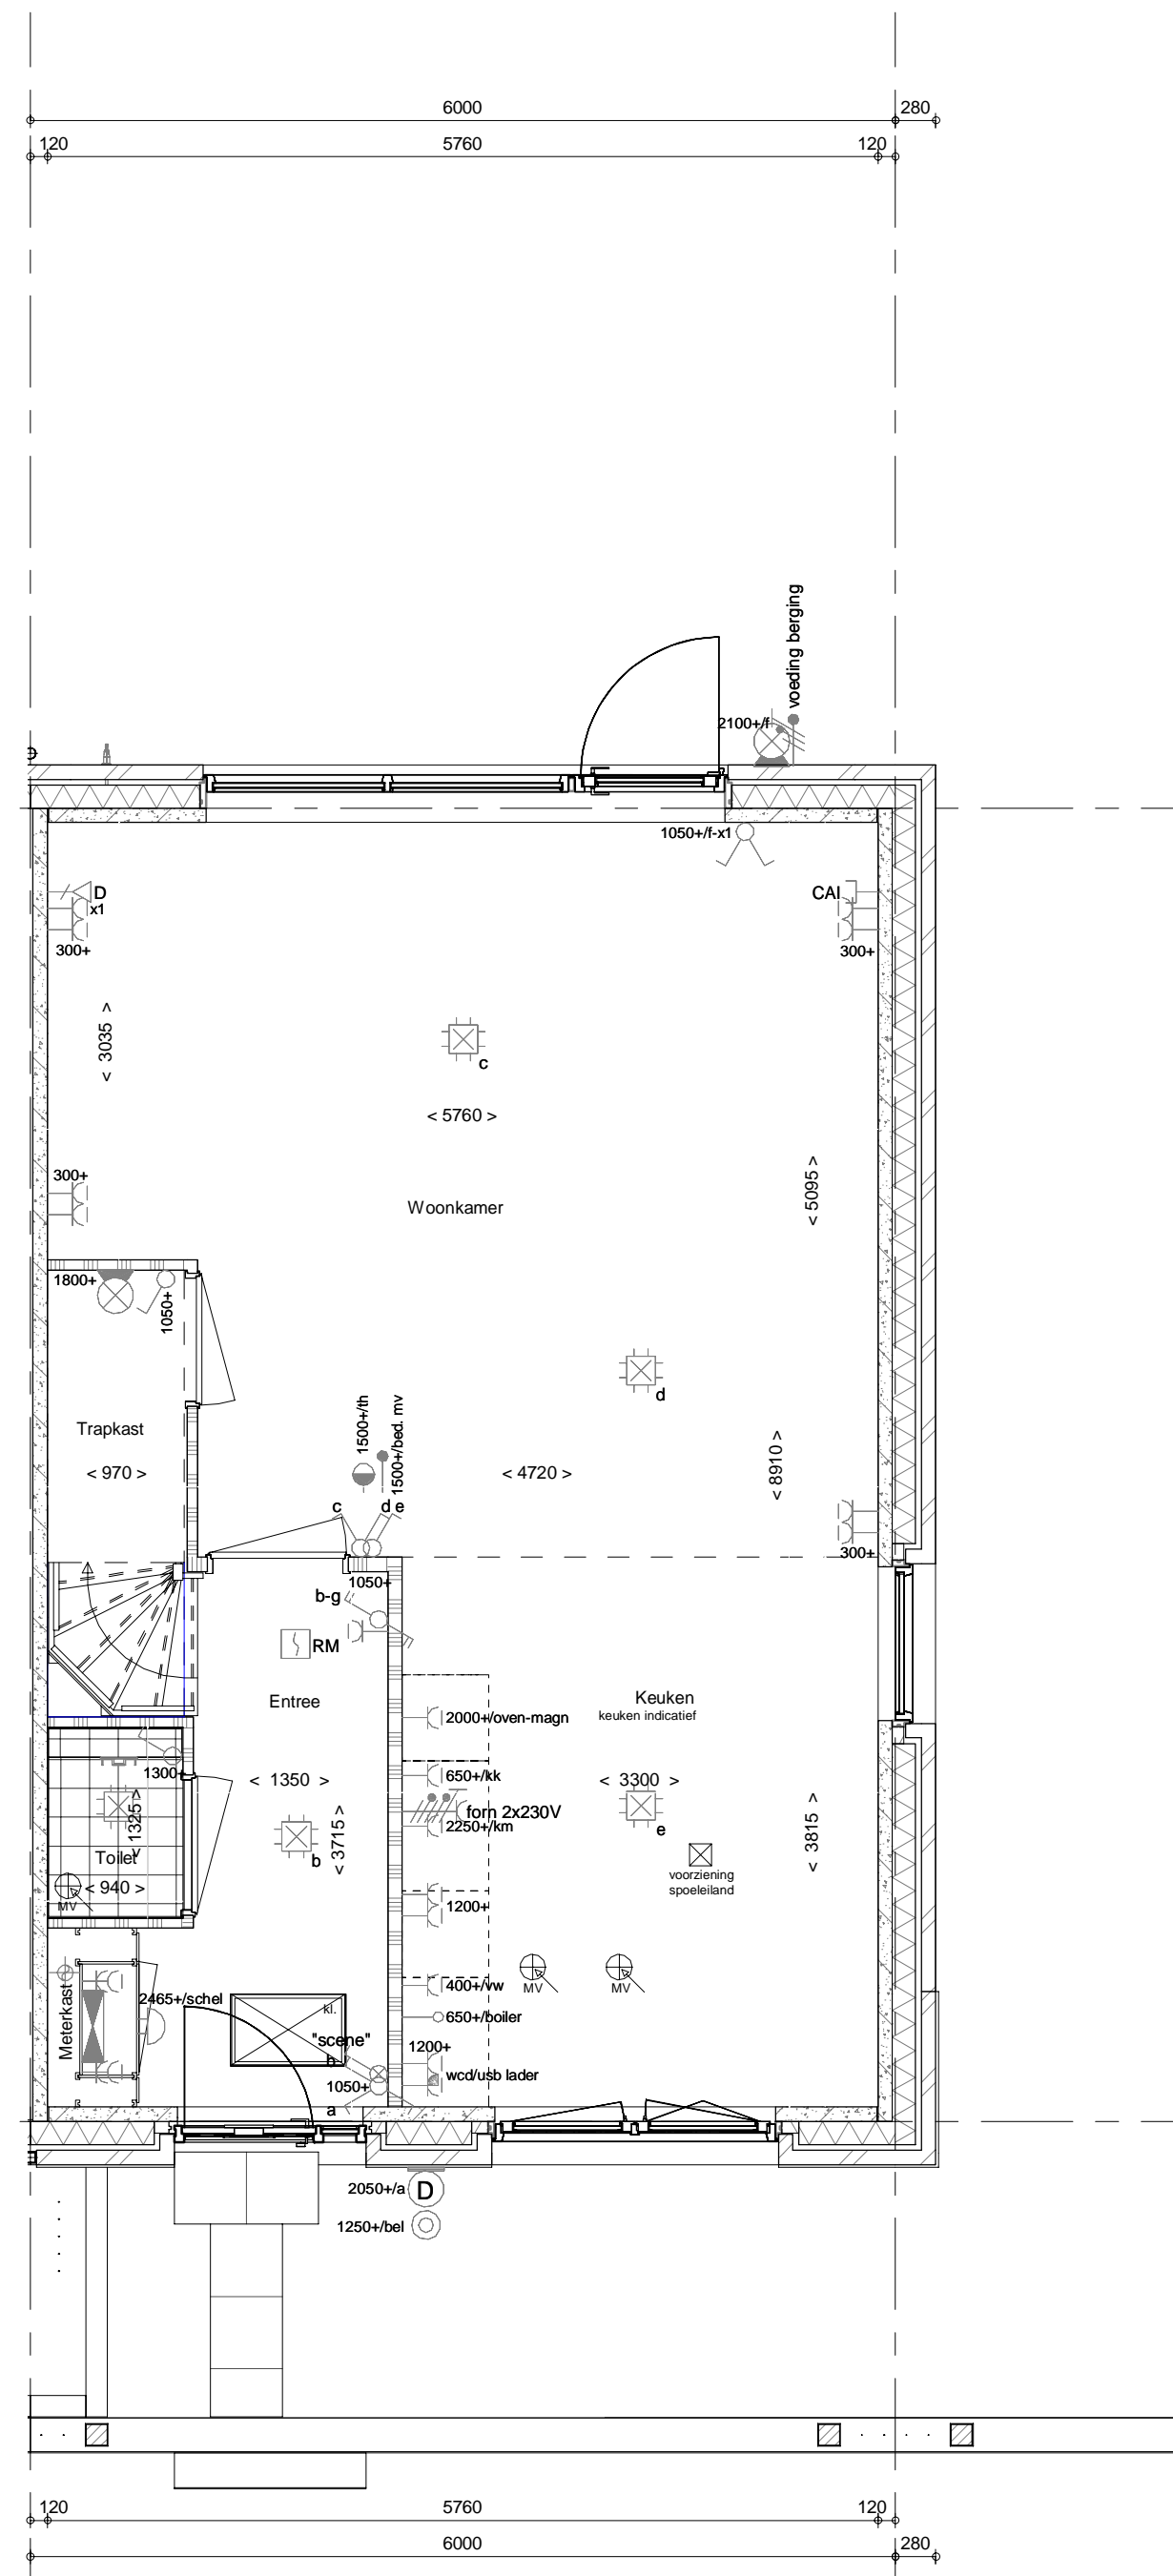 6000
280
120
5760
120
voeding berging
2100+/f
1050+/f-x1
D
x1
300+
CAI
300+
< 3035 >
c
< 5760 >
< 5095 >
300+
Woonkamer
1800+
1050+
d
Trapkast
< 970 >
1500+/th
1500+/bed. mv
< 4720 >
< 8910 >
c
d e
300+
1050+
b-g
RM
Entree
Keuken
keuken indicatief
2000+/oven-magn
1300+
650+/kk
< 1350 >
< 3300 >
forn 2x230V
2250+/km
< 1325 >
< 3715 >
b
e
< 3815 >
Toilet
< 940 >
voorziening
spoeleiland
MV
1200+
MV
MV
400+/vw
2465+/schel
kl.
650+/boiler
Meterkast
"scene"
b
1200+
wcd/usb lader
1050+
a
2050+/a
D
1250+/bel
120
5760
120
6000
280